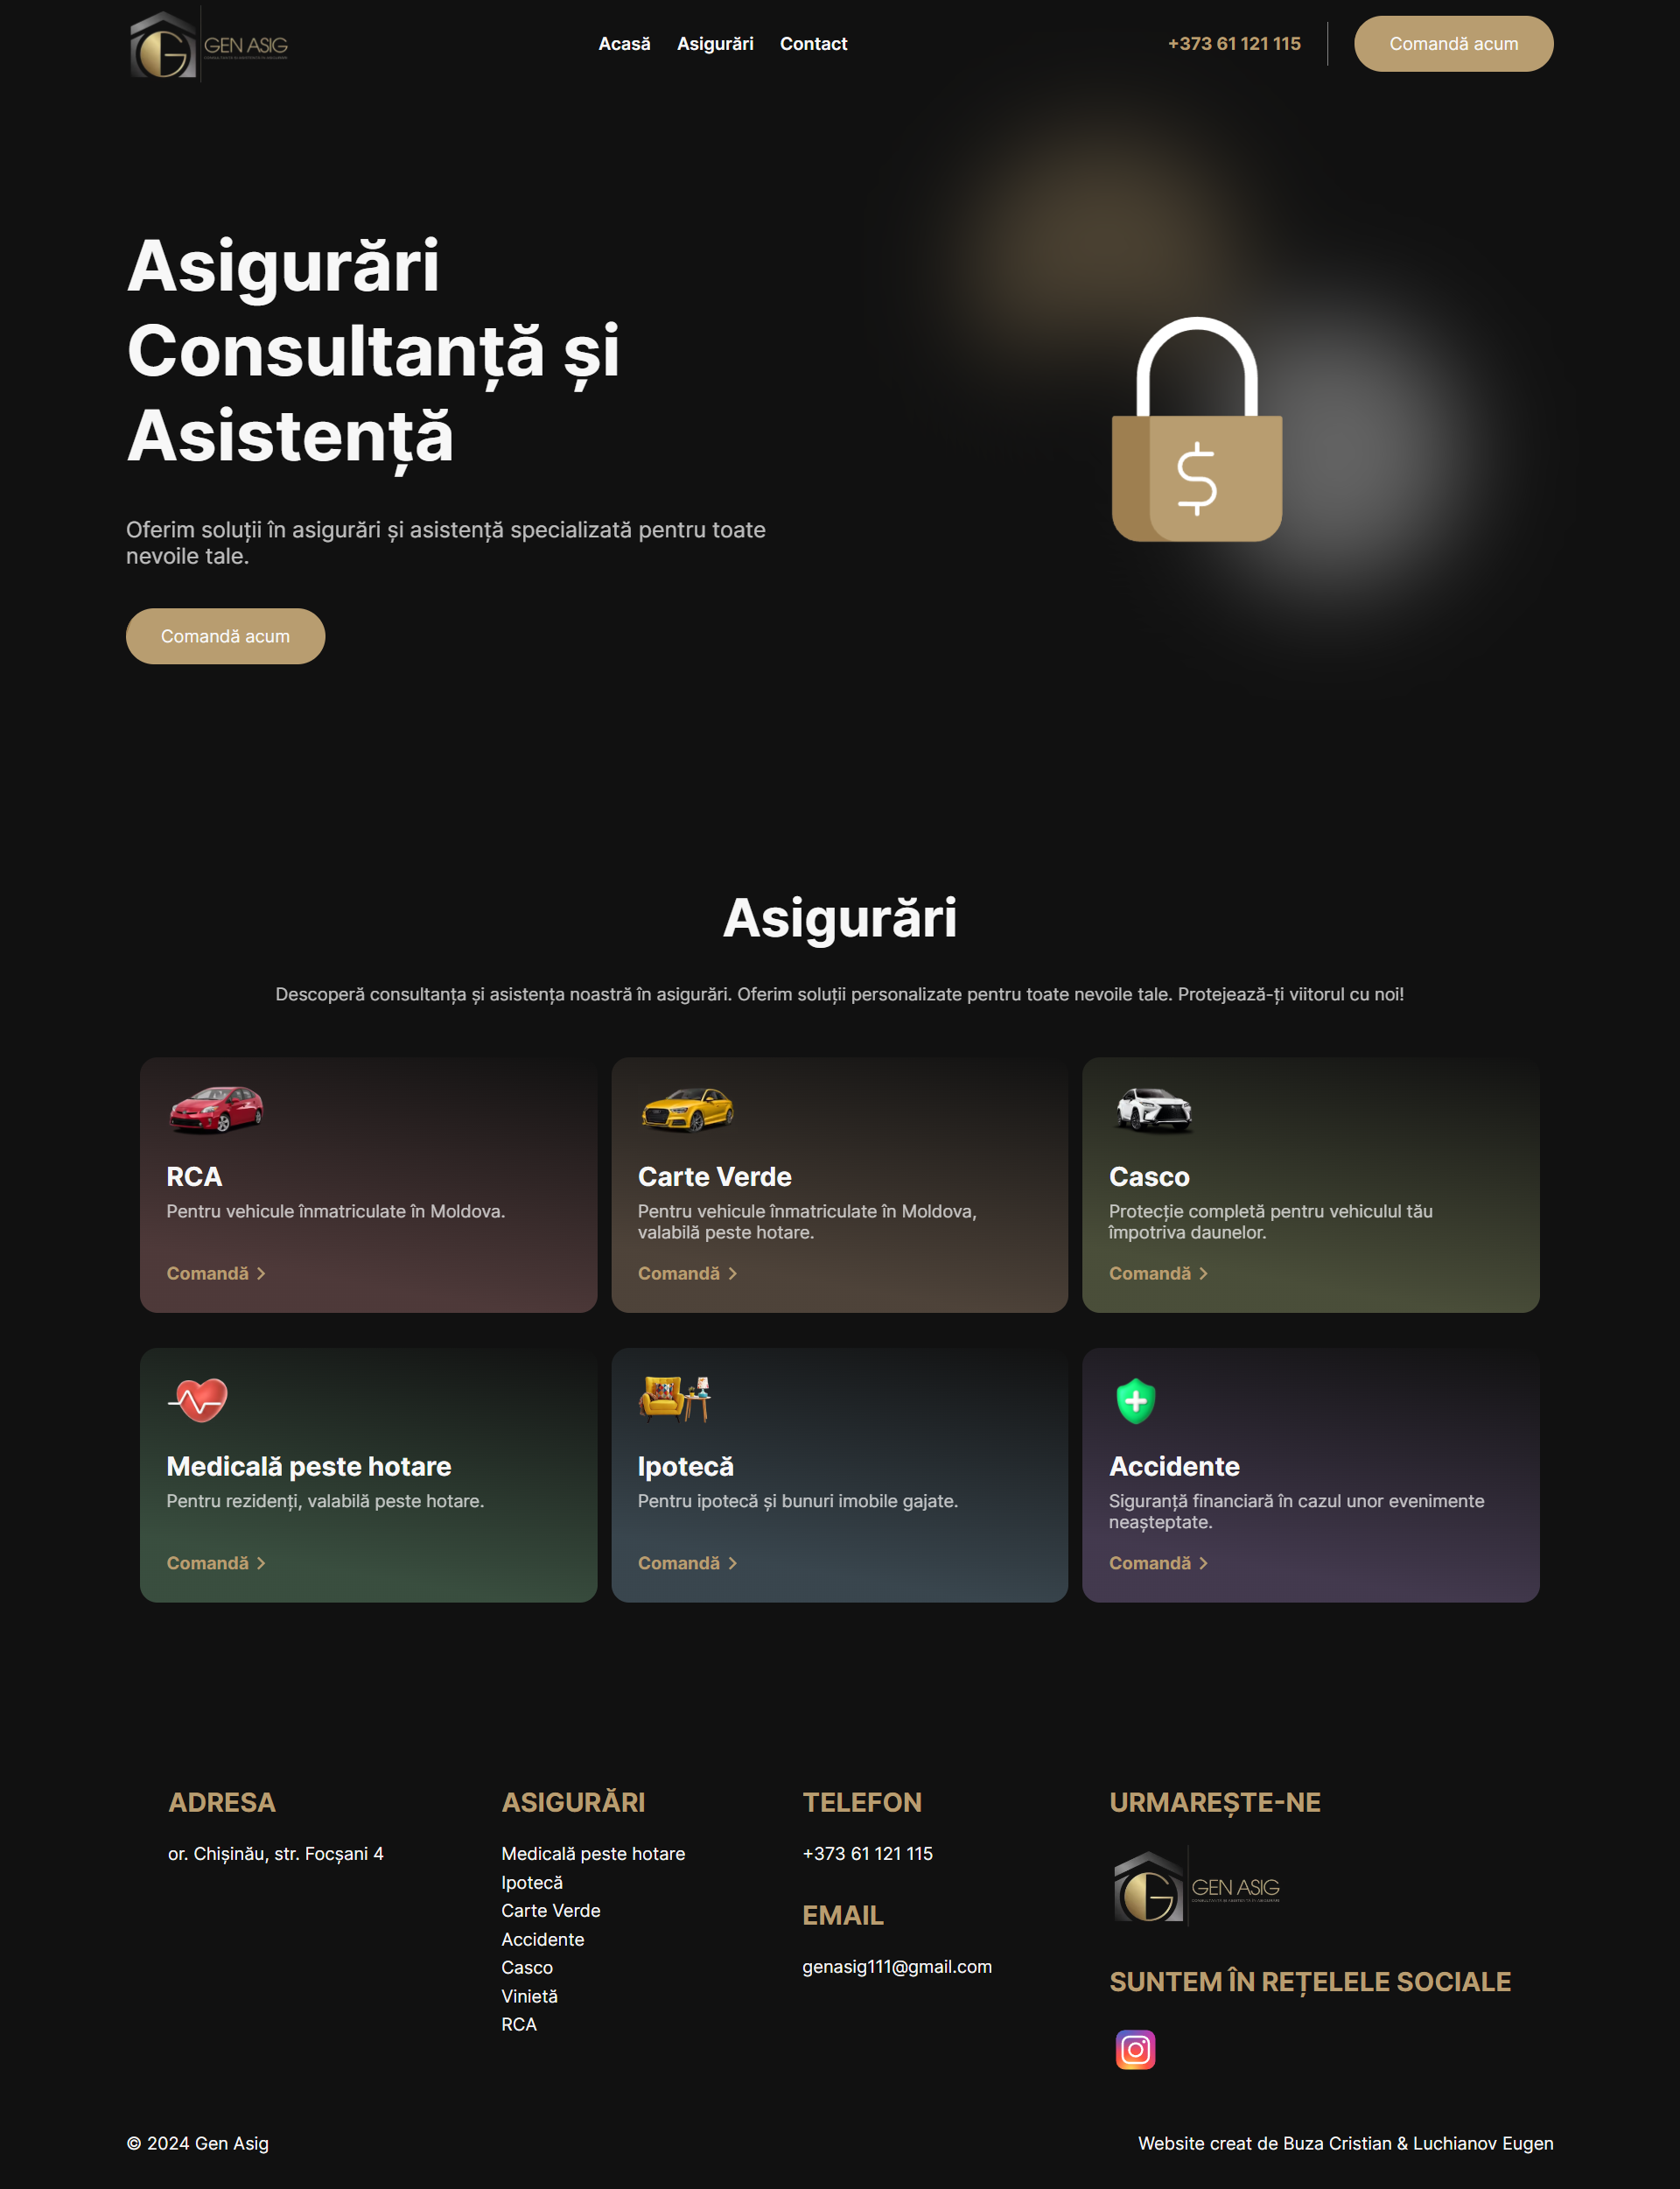 GEN ASIG
Acasă
Asigurări
Contact
+373 61 121 115
Comandă acum
Asigurări
Consultanță și
Asistență
Oferim soluții în asigurări și asistență specializată pentru toate
nevoile tale.
Comandă acum
$
Asigurări
Descoperă consultanța și asistența noastră în asigurări. Oferim soluții personalizate pentru toate nevoile tale. Protejează-ți viitorul cu noi!
RCA
Pentru vehicule înmatriculate în Moldova.
Comandă
Carte Verde
Pentru vehicule înmatriculate în Moldova,
valabilă peste hotare.
Comandă
Casco
Protecție completă pentru vehiculul tău
împotriva daunelor.
Comandă
Medicală peste hotare
Pentru rezidenți, valabilă peste hotare.
Comandă
Ipotecă
Pentru ipotecă și bunuri imobile gajate.
Comandă
Accidente
Siguranță financiară în cazul unor evenimente
neașteptate.
Comandă
ADRESA
or. Chișinău, str. Focșani 4
ASIGURĂRI
Medicală peste hotare
Ipotecă
Carte Verde
Accidente
Casco
Vinietă
RCA
TELEFON
+373 61 121 115
EMAIL
genasig111@gmail.com
URMAREȘTE-NE
GEN ASIG
SUNTEM ÎN REȚELELE SOCIALE
© 2024 Gen Asig
Website creat de Buza Cristian & Luchianov Eugen